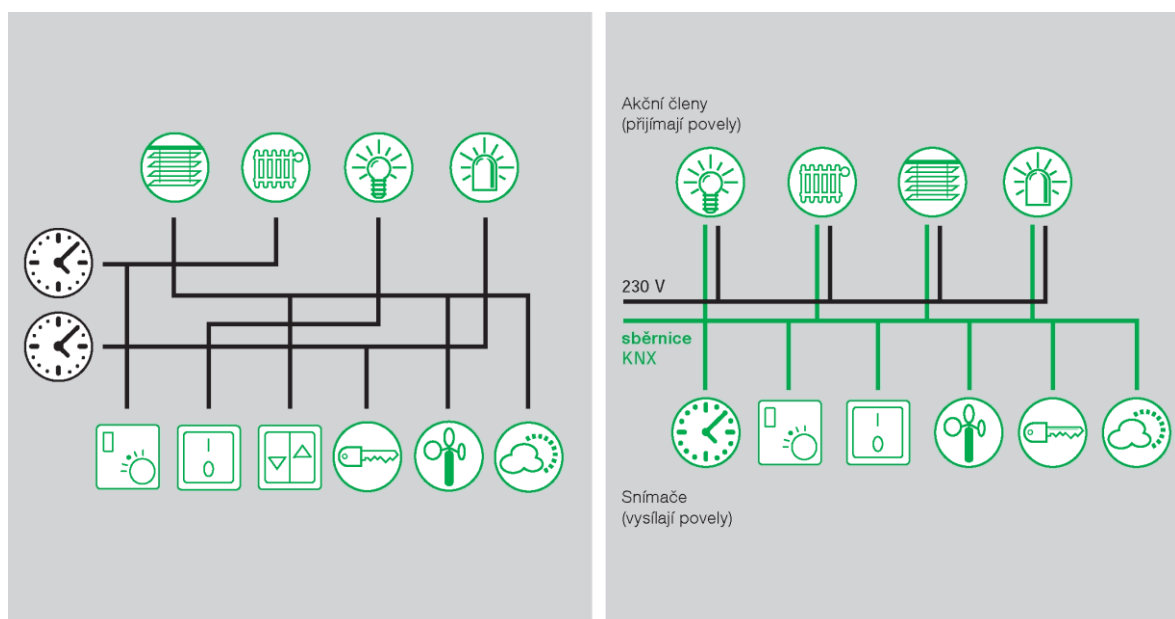 Akční členy
(přijímají povely)
230 V
sběrnice
KNX
Snímače
(vysílají povely)